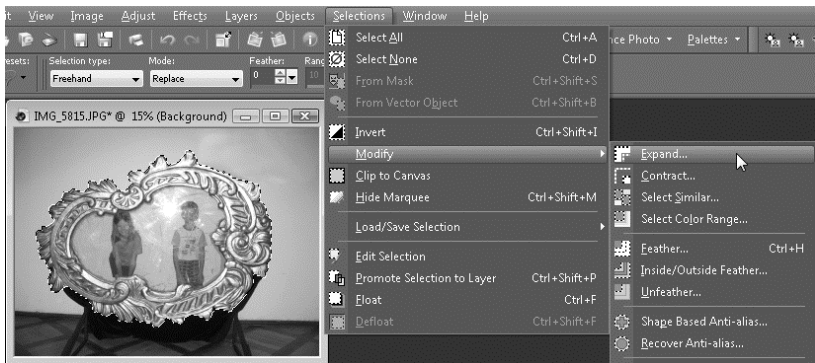 it View Image Adjust Effects Layers Objects Selections Window Help
nce Photo Palettes
resets: Selection type: Mode: Feather: Rang
Freehand Replace 0 10
IMG_5815.JPG* @ 15% (Background)
Select All Ctrl+A
Select None Ctrl+D
From Mask Ctrl+Shift+S
From Vector Object Ctrl+Shift+B
Invert Ctrl+Shift+I
Modify
Clip to Canvas
Hide Marquee Ctrl+Shift+M
Load/Save Selection
Edit Selection
Promote Selection to Layer Ctrl+Shift+P
Float Ctrl+F
Defloat Ctrl+Shift+F
Expand...
Contract...
Select Similar...
Select Color Range...
Feather... Ctrl+H
Inside/Outside Feather...
Unfeather...
Shape Based Anti-alias...
Recover Anti-alias...